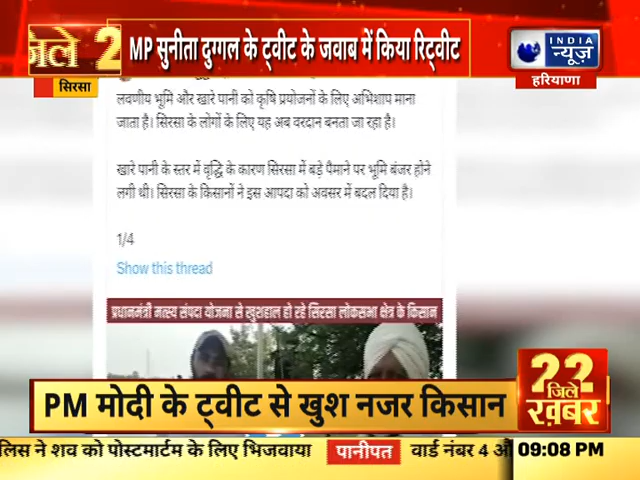 ज़िले 2
MP सुनीता दुग्गल के ट्वीट के जवाब में किया रिट्वीट
INDIA
न्यूज़
हरियाणा
सिरसा
लवणीय भूमि और खारे पानी को कृषि प्रयोजनों के लिए अभिशाप माना
जाता है। सिरसा के लोगों के लिए यह अब वरदान बनता जा रहा है।
खारे पानी के स्तर में वृद्धि के कारण सिरसा में बड़े पैमाने पर भूमि बंजर होने
लगी थी। सिरसा के किसानों ने इस आपदा को अवसर में बदल दिया है।
1/4
Show this thread
प्रधानमंत्री मत्स्य संपदा योजना से खुशहाल हो रहे सिरसा लोकसभा क्षेत्र के किसान
PM मोदी के ट्वीट से खुश नजर किसान
22
जिले
ख़बर
लिस ने शव को पोस्टमार्टम के लिए भिजवाया पानीपत वार्ड नंबर 4 औ 09:08 PM